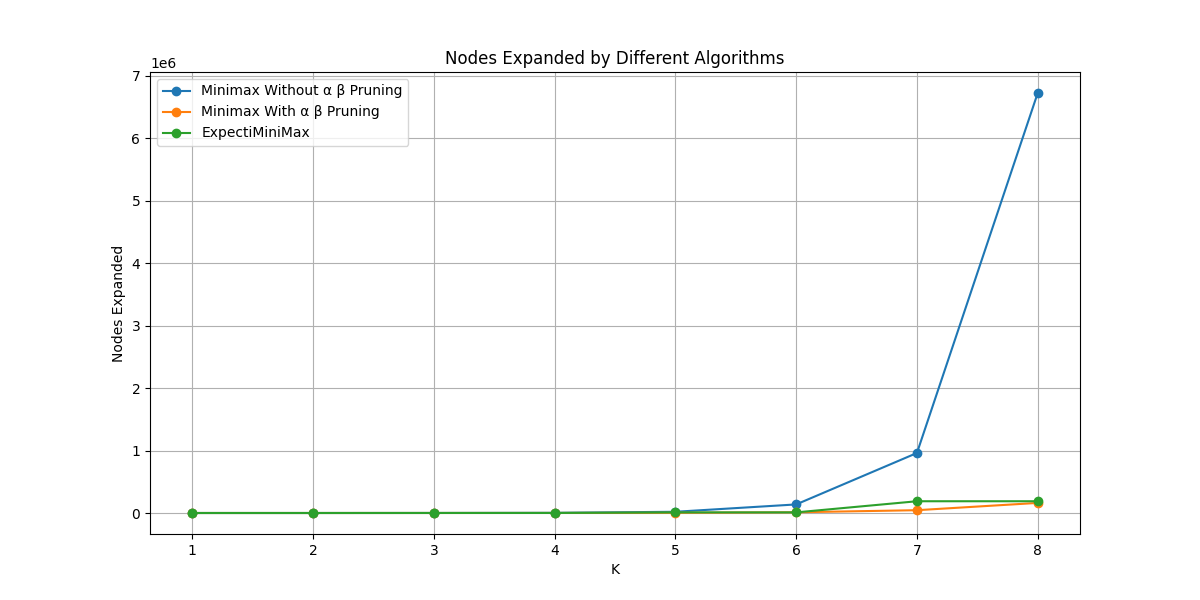 Nodes Expanded by Different Algorithms
1e6
7
6
5
4
3
2
1
0
Nodes Expanded
Minimax Without α β Pruning
Minimax With α β Pruning
ExpectiMiniMax
1 2 3 4 5 6 7 8
K